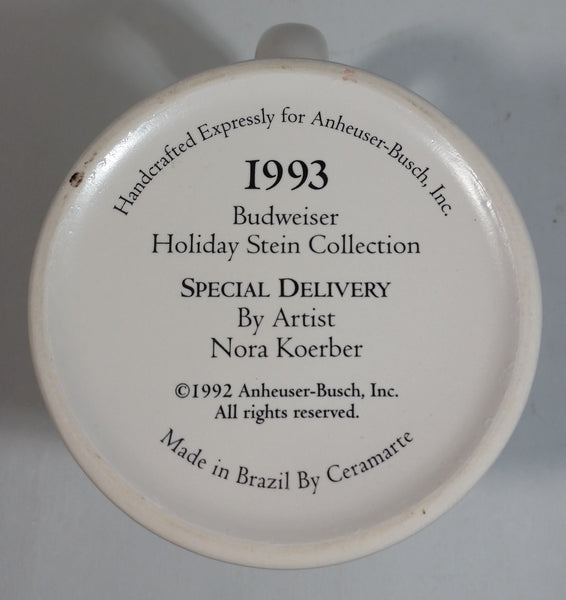 Handcrafted Expressly for Anheuser-Busch, Inc.
1993
Budweiser
Holiday Stein Collection
SPECIAL DELIVERY
By Artist
Nora Koerber
©1992 Anheuser-Busch, Inc.
All rights reserved.
Made in Brazil By Ceramarte